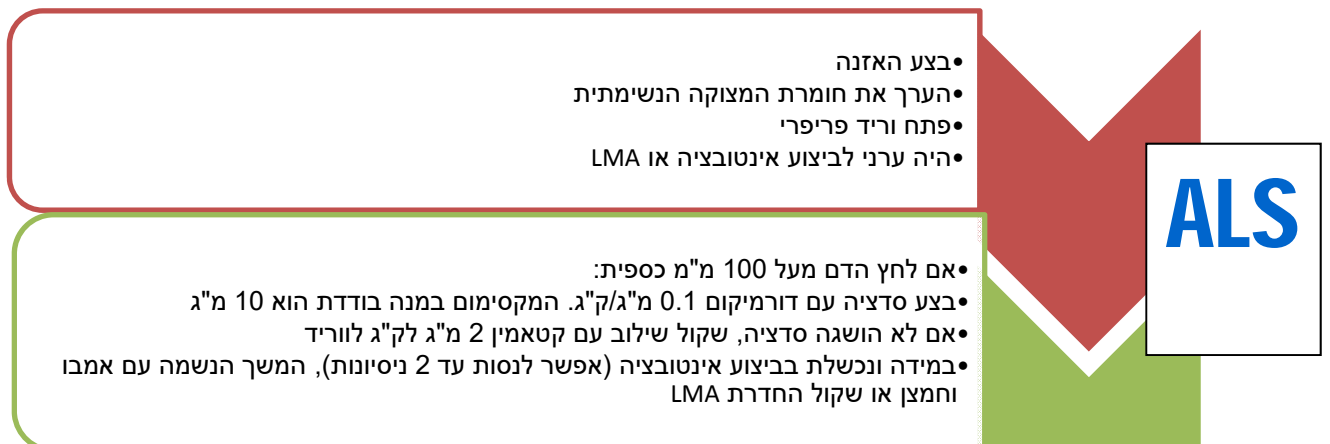 •בצע האזנה
•הערך את חומרת המצוקה הנשימתית
•פתח וריד פריפרי
•היה ערני לביצוע אינטובציה או LMA
ALS
•אם לחץ הדם מעל 100 מ"מ כספית:
•בצע סדציה עם דורמיקום 0.1 מ"ג/ק"ג. המקסימום במנה בודדת הוא 10 מ"ג
•אם לא הושגה סדציה, שקול שילוב עם קטאמין 2 מ"ג לק"ג לווריד
•במידה ונכשלת בביצוע אינטובציה (אפשר לנסות עד 2 ניסיונות), המשך הנשמה עם אמבו
וחמצן או שקול החדרת LMA